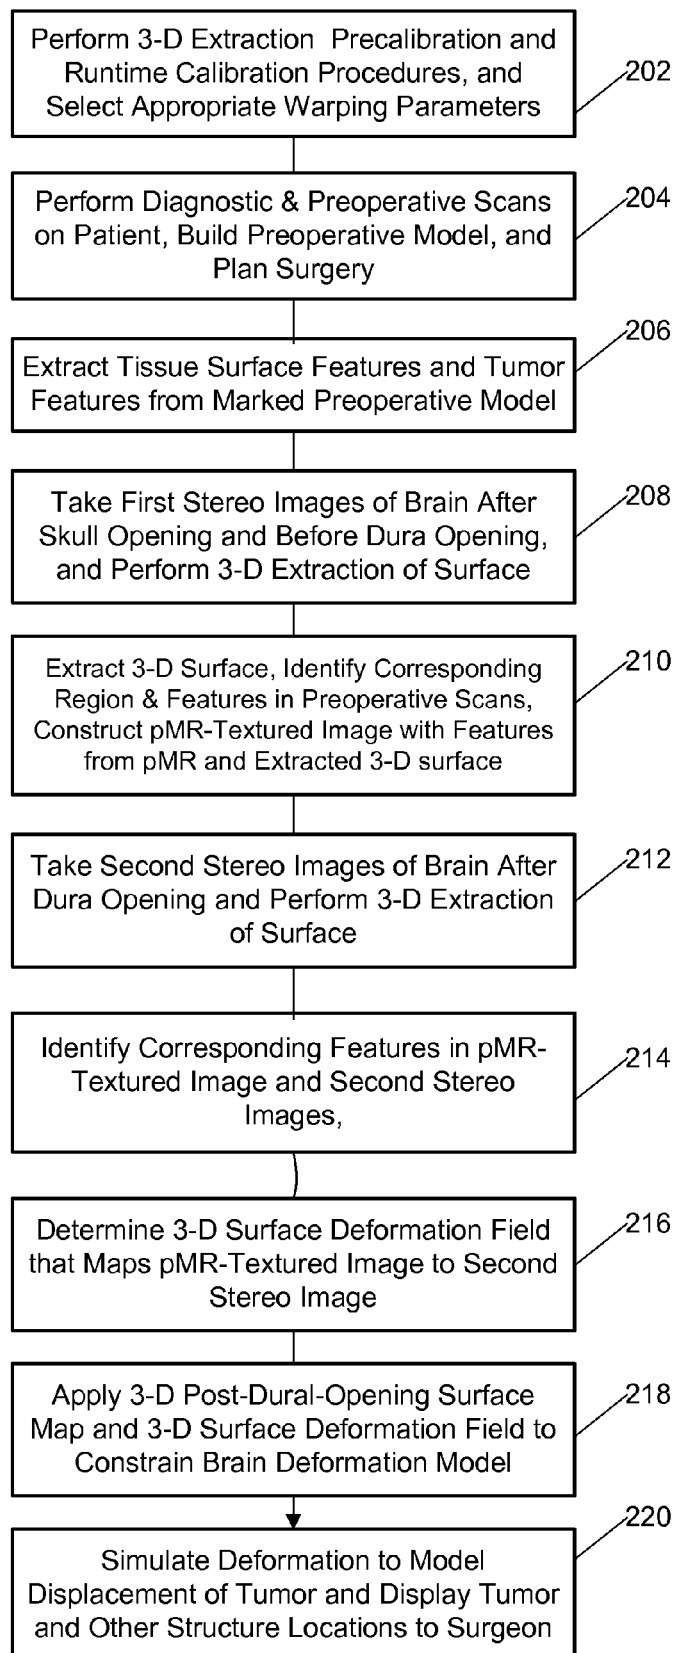 Perform 3-D Extraction Precalibration and
Runtime Calibration Procedures, and
Select Appropriate Warping Parameters
202
Perform Diagnostic & Preoperative Scans
on Patient, Build Preoperative Model, and
Plan Surgery
204
Extract Tissue Surface Features and Tumor
Features from Marked Preoperative Model
206
Take First Stereo Images of Brain After
Skull Opening and Before Dura Opening,
and Perform 3-D Extraction of Surface
208
Extract 3-D Surface, Identify Corresponding
Region & Features in Preoperative Scans,
Construct pMR-Textured Image with Features
from pMR and Extracted 3-D surface
210
Take Second Stereo Images of Brain After
Dura Opening and Perform 3-D Extraction
of Surface
212
Identify Corresponding Features in pMR-
Textured Image and Second Stereo
Images,
214
Determine 3-D Surface Deformation Field
that Maps pMR-Textured Image to Second
Stereo Image
216
Apply 3-D Post-Dural-Opening Surface
Map and 3-D Surface Deformation Field to
Constrain Brain Deformation Model
218
Simulate Deformation to Model
Displacement of Tumor and Display Tumor
and Other Structure Locations to Surgeon
220